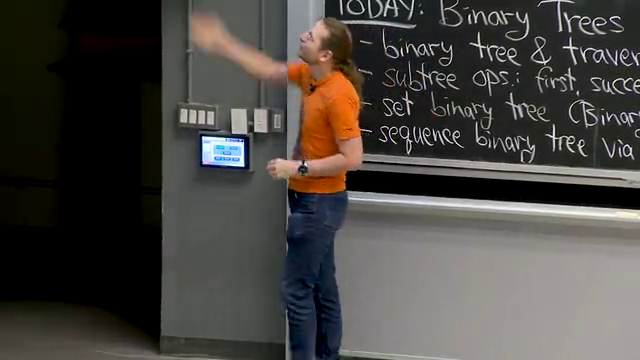 TODAY: Binary Trees
- binary tree & traver
- subtree ops: first, succe
- set binary tree (Binar
- sequence binary tree via